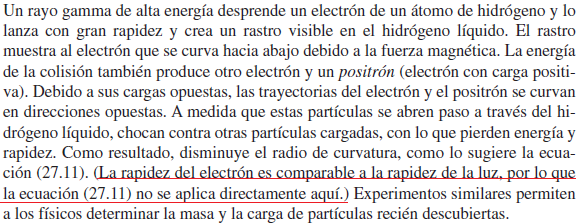 Un rayo gamma de alta energía desprende un electrón de un átomo de hidrógeno y lo
lanza con gran rapidez y crea un rastro visible en el hidrógeno líquido. El rastro
muestra al electrón que se curva hacia abajo debido a la fuerza magnética. La energía
de la colisión también produce otro electrón y un positrón (electrón con carga positi-
va). Debido a sus cargas opuestas, las trayectorias del electrón y el positrón se curvan
en direcciones opuestas. A medida que estas partículas se abren paso a través del hi-
drógeno líquido, chocan contra otras partículas cargadas, con lo que pierden energía y
rapidez. Como resultado, disminuye el radio de curvatura, como lo sugiere la ecua-
ción (27.11). (La rapidez del electrón es comparable a la rapidez de la luz, por lo que
la ecuación (27.11) no se aplica directamente aquí.) Experimentos similares permiten
a los físicos determinar la masa y la carga de partículas recién descubiertas.